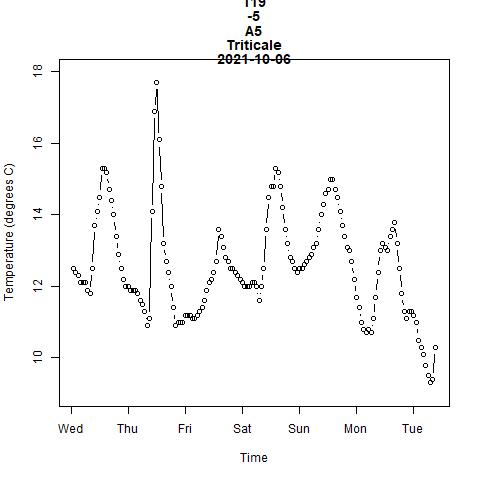 T19
-5
A5
Triticale
2021-10-06
Temperature (degrees C)
18
16
14
12
10
Wed Thu Fri Sat Sun Mon Tue
Time